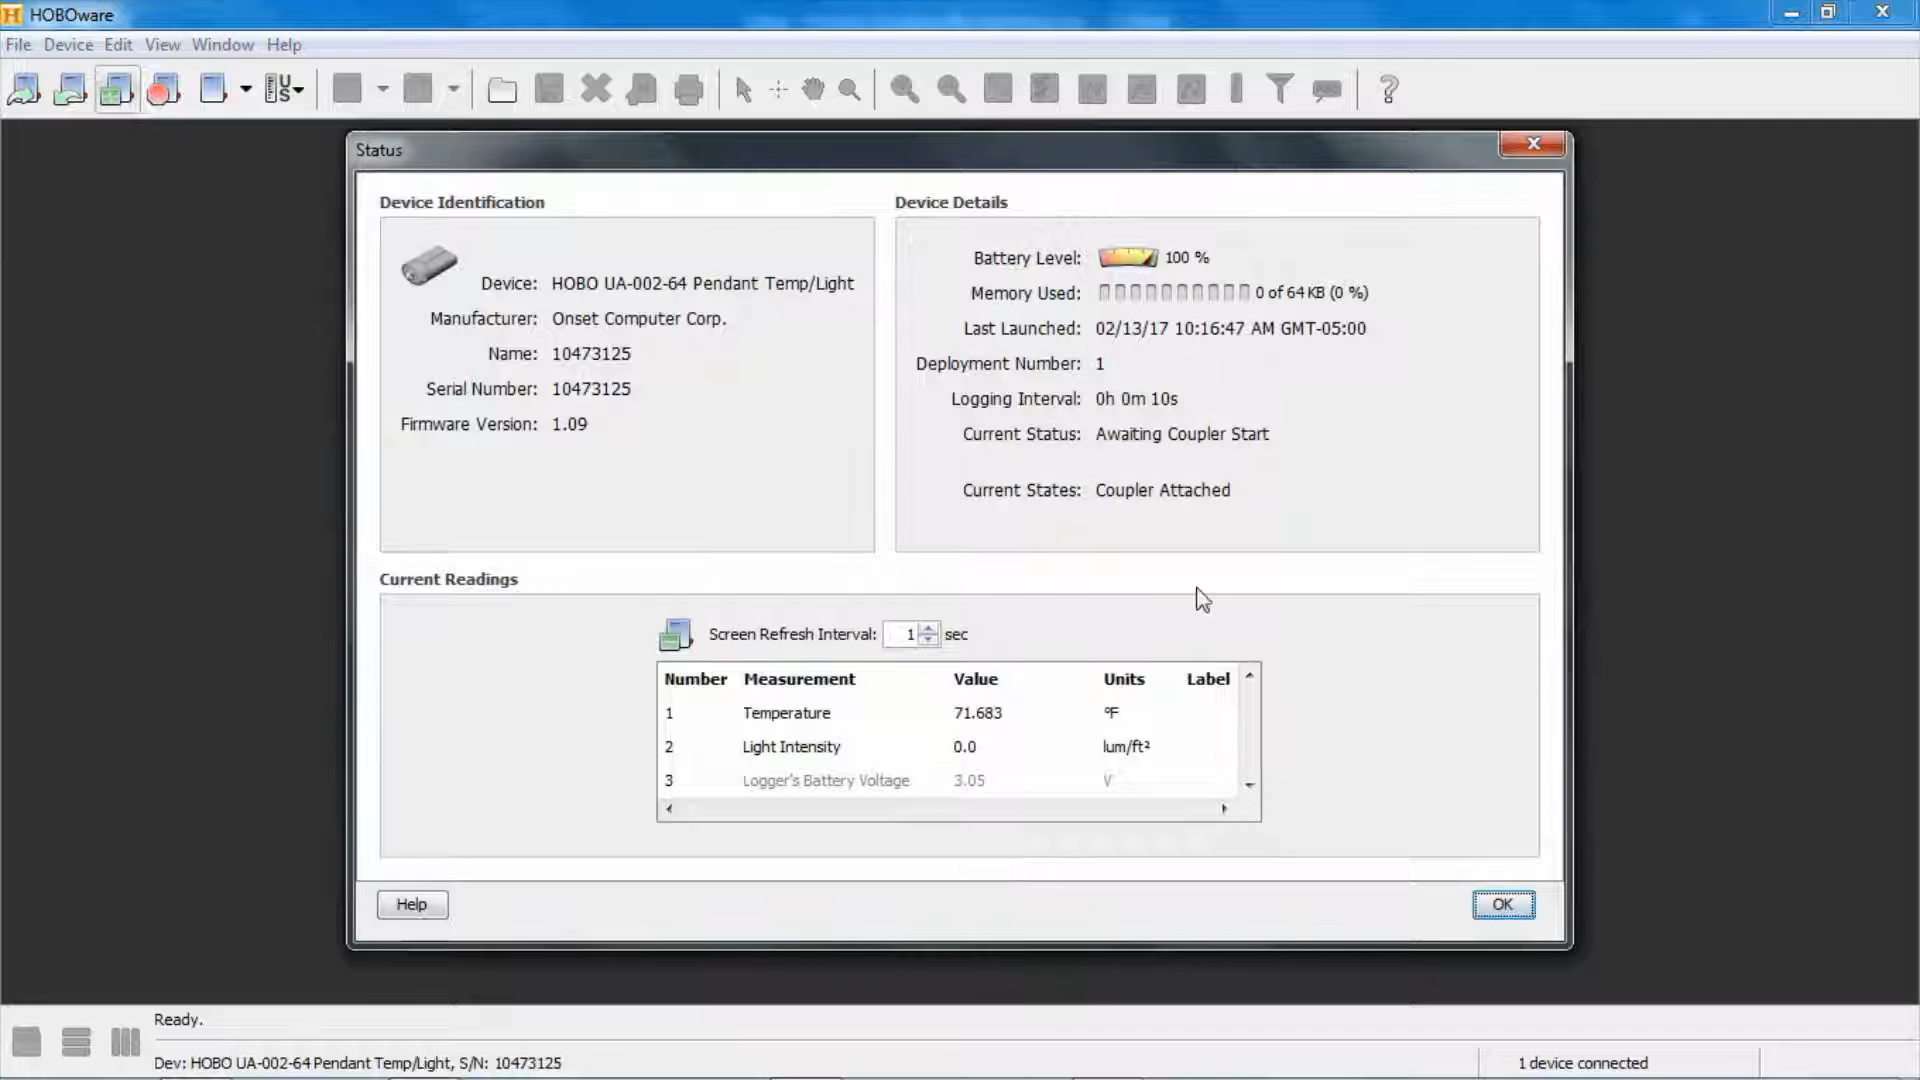 HOBOware
File Device Edit View Window Help
Status
Device Identification
Device: HOBO UA-002-64 Pendant Temp/Light
Manufacturer: Onset Computer Corp.
Name: 10473125
Serial Number: 10473125
Firmware Version: 1.09
Device Details
Battery Level: 100 %
Memory Used: 0 of 64 KB (0 %)
Last Launched: 02/13/17 10:16:47 AM GMT-05:00
Deployment Number: 1
Logging Interval: 0h 0m 10s
Current Status: Awaiting Coupler Start
Current States: Coupler Attached
Current Readings
Screen Refresh Interval: 1 sec
Number Measurement Value Units Label
1 Temperature 71.683 °F
2 Light Intensity 0.0 lum/ft²
3 Logger's Battery Voltage 3.05 V
Help
OK
Ready.
Dev: HOBO UA-002-64 Pendant Temp/Light, S/N: 10473125
1 device connected